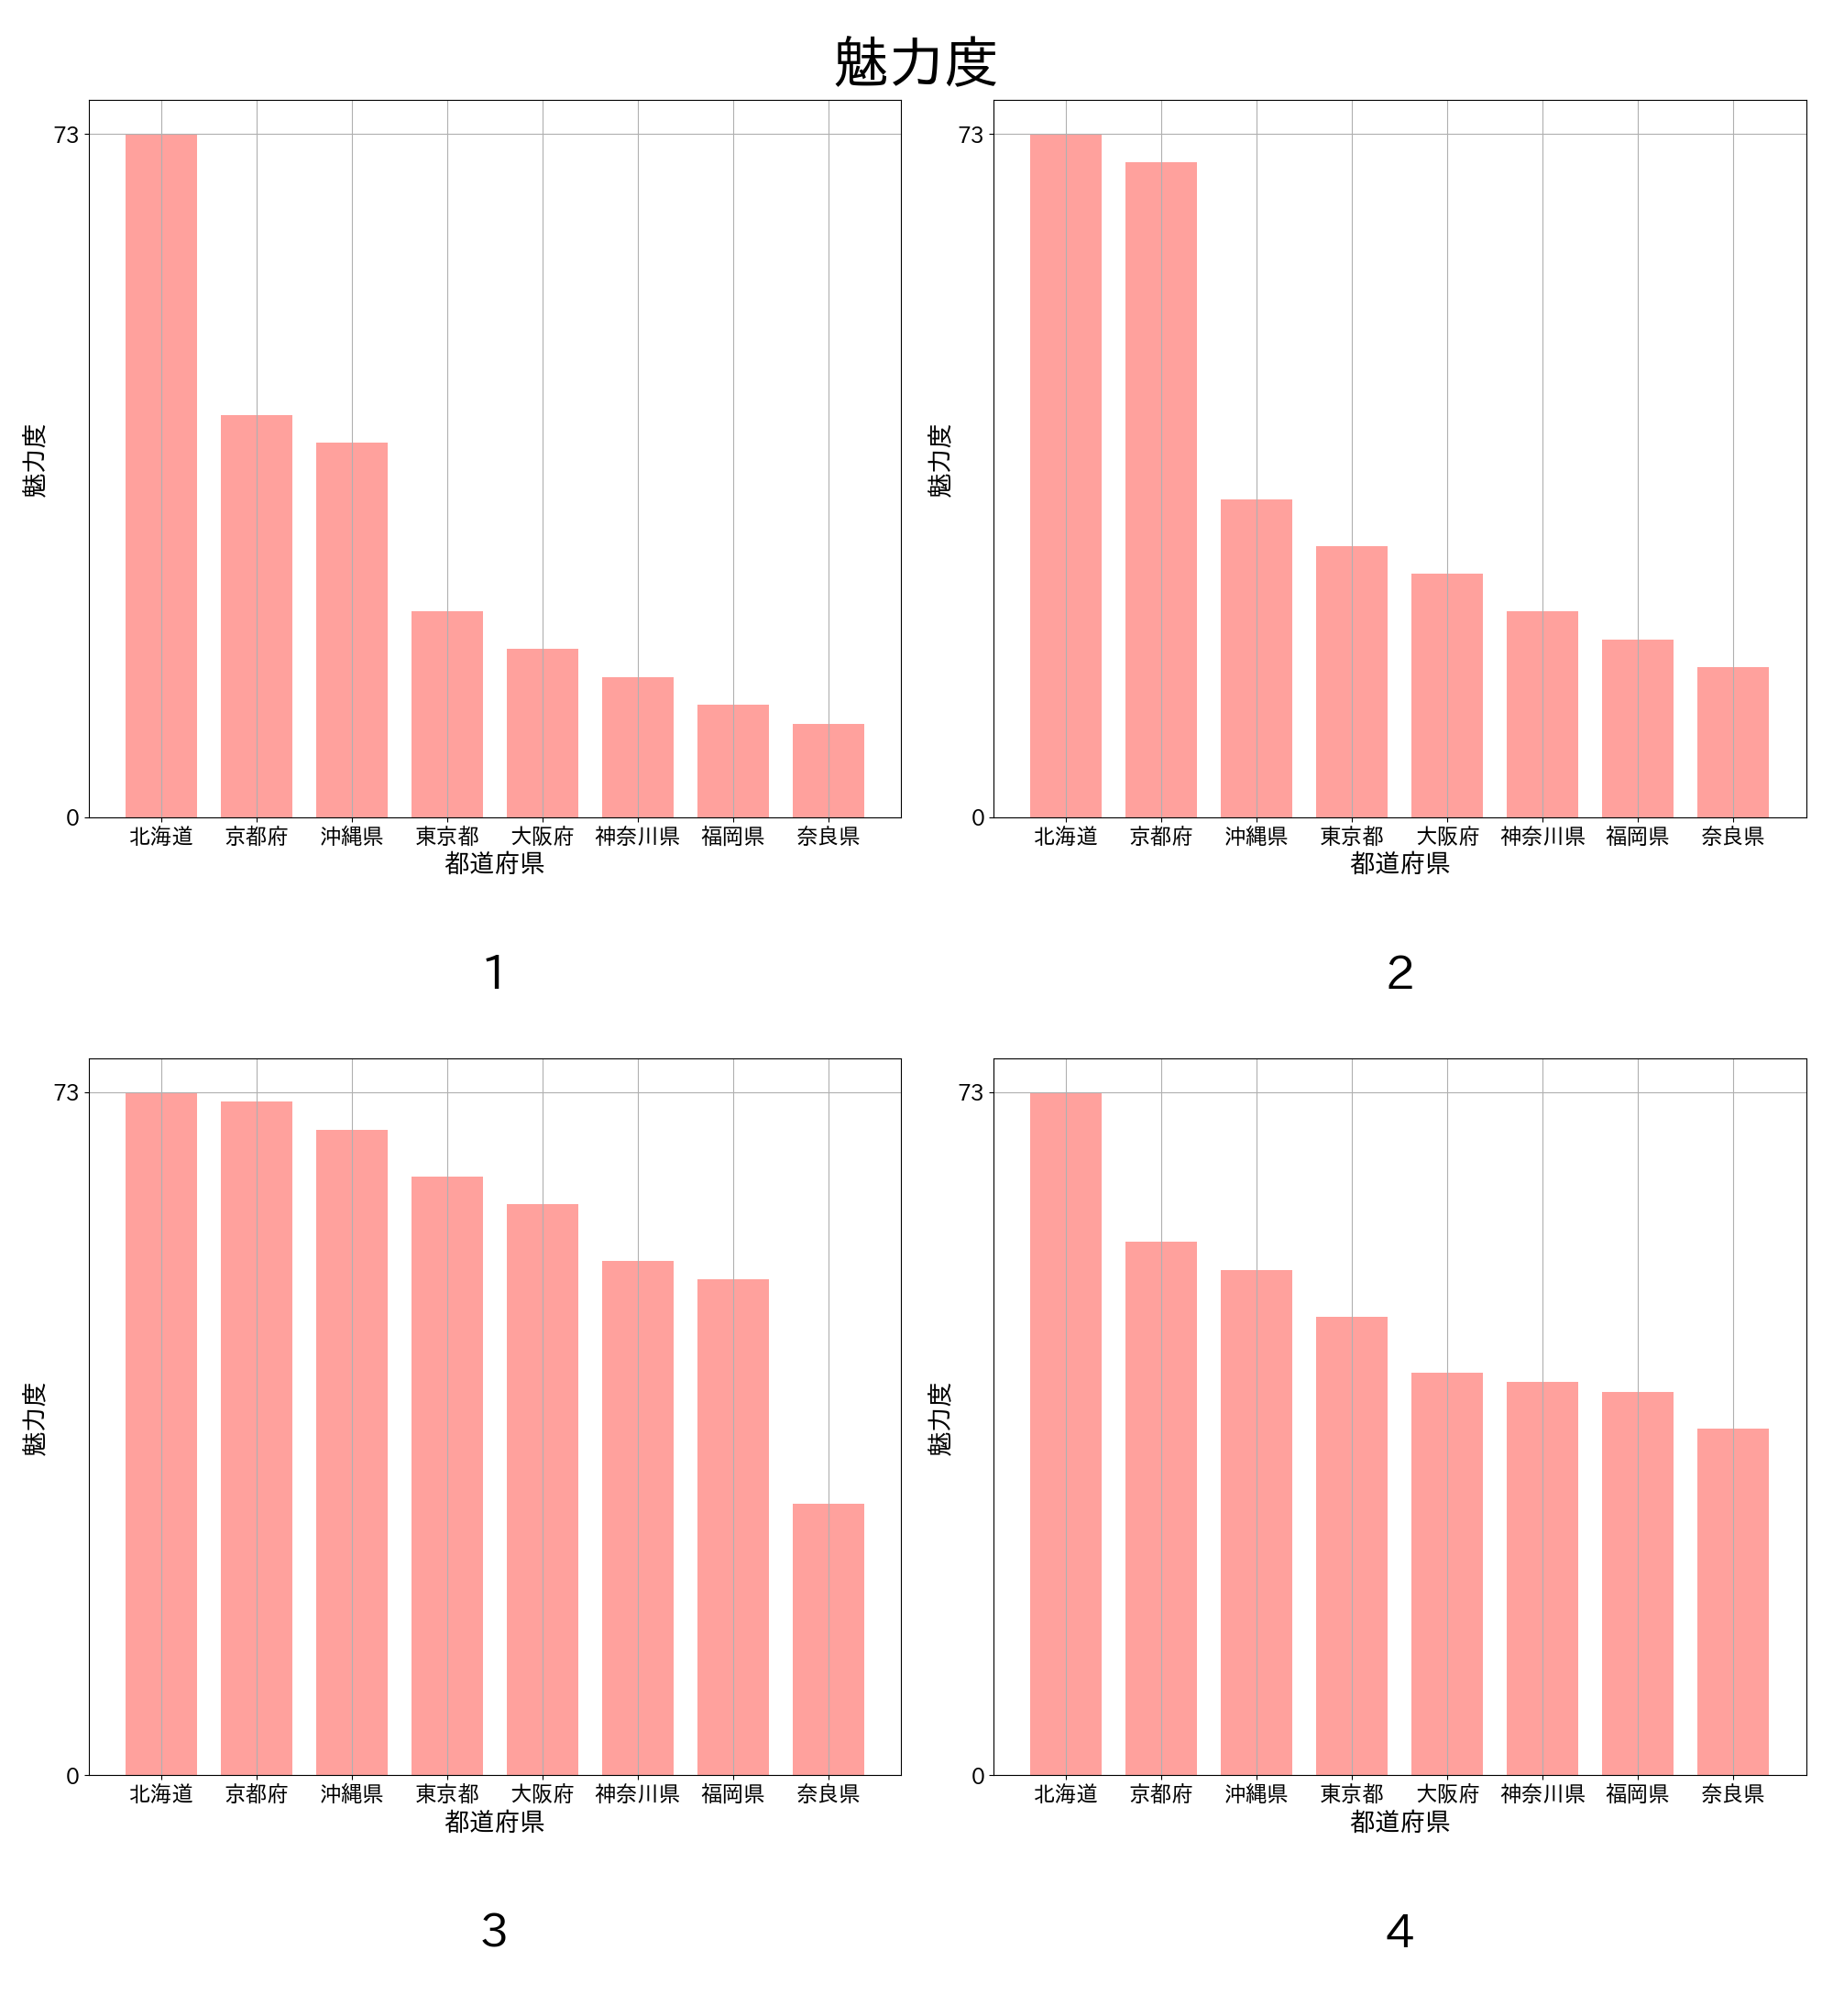 魅力度
73
0
魅力度
北海道 京都府 沖縄県 東京都 大阪府 神奈川県 福岡県 奈良県
都道府県
1
73
0
魅力度
北海道 京都府 沖縄県 東京都 大阪府 神奈川県 福岡県 奈良県
都道府県
2
73
0
魅力度
北海道 京都府 沖縄県 東京都 大阪府 神奈川県 福岡県 奈良県
都道府県
3
73
0
魅力度
北海道 京都府 沖縄県 東京都 大阪府 神奈川県 福岡県 奈良県
都道府県
4